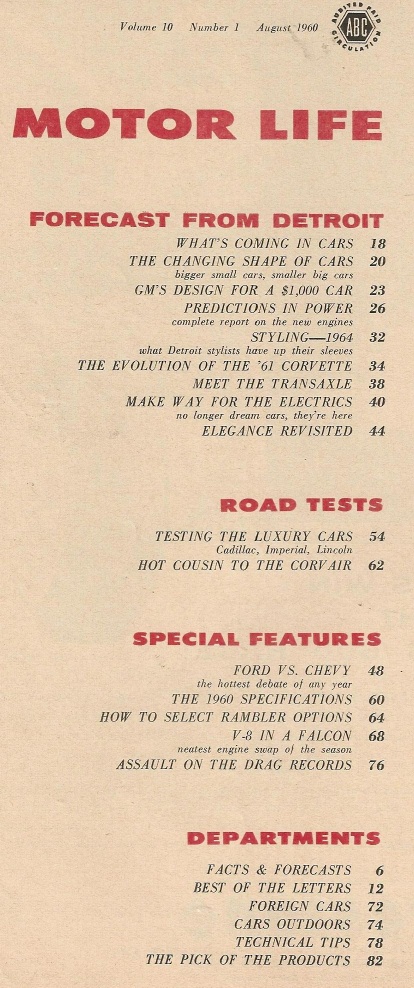 Volume 10 Number 1 August 1960
AUDITED PAID
ABC
CIRCULATION
MOTOR LIFE
FORECAST FROM DETROIT
WHAT'S COMING IN CARS 18
THE CHANGING SHAPE OF CARS 20
bigger small cars, smaller big cars
GM'S DESIGN FOR A $1,000 CAR 23
PREDICTIONS IN POWER 26
complete report on the new engines
STYLING—1964 32
what Detroit stylists have up their sleeves
THE EVOLUTION OF THE '61 CORVETTE 34
MEET THE TRANSAXLE 38
MAKE WAY FOR THE ELECTRICS 40
no longer dream cars, they're here
ELEGANCE REVISITED 44
ROAD TESTS
TESTING THE LUXURY CARS 54
Cadillac, Imperial, Lincoln
HOT COUSIN TO THE CORVAIR 62
SPECIAL FEATURES
FORD VS. CHEVY 48
the hottest debate of any year
THE 1960 SPECIFICATIONS 60
HOW TO SELECT RAMBLER OPTIONS 64
V-8 IN A FALCON 68
neatest engine swap of the season
ASSAULT ON THE DRAG RECORDS 76
DEPARTMENTS
FACTS & FORECASTS 6
BEST OF THE LETTERS 12
FOREIGN CARS 72
CARS OUTDOORS 74
TECHNICAL TIPS 78
THE PICK OF THE PRODUCTS 82